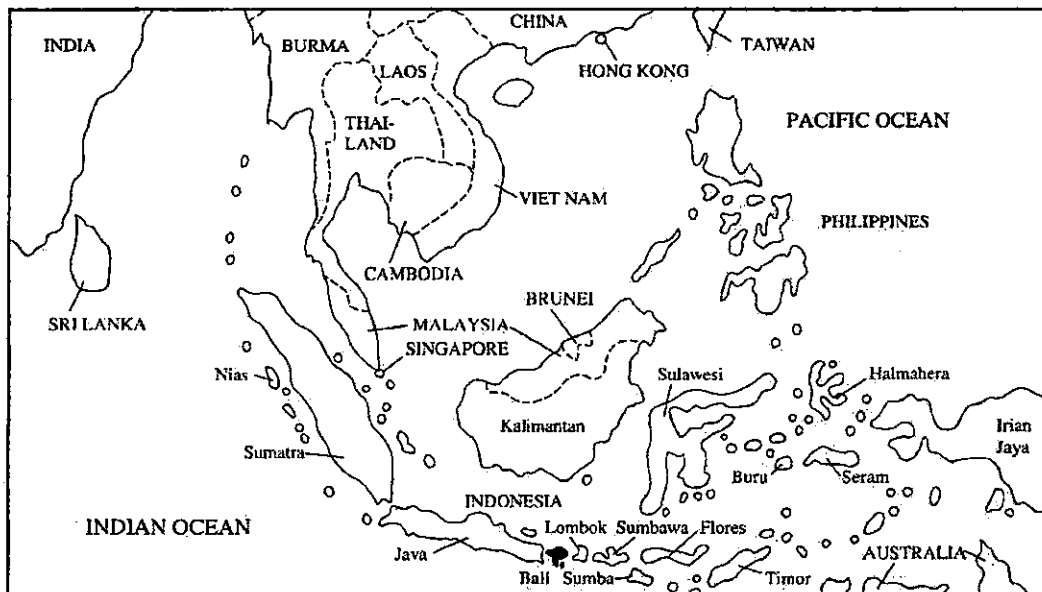 INDIA
BURMA
CHINA
TAIWAN
LAOS
HONG KONG
THAI-
LAND
PACIFIC OCEAN
VIET NAM
PHILIPPINES
CAMBODIA
SRI LANKA
BRUNEI
MALAYSIA
SINGAPORE
Nias
Sulawesi
Halmahera
Kalimantan
Irian
Jaya
Sumatra
Buru
Seram
INDONESIA
INDIAN OCEAN
Lombok
Sumbawa
Flores
Java
AUSTRALIA
Bali
Sumba
Timor